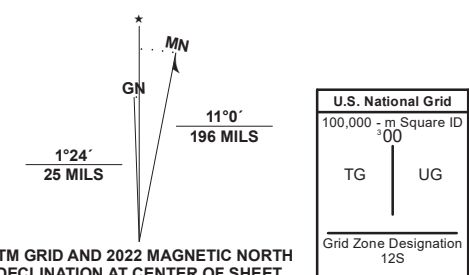 ★
MN
GN
11°0´
196 MILS
1°24´
25 MILS
TM GRID AND 2022 MAGNETIC NORTH
DECLINATION AT CENTER OF SHEET
U.S. National Grid
100,000 - m Square ID
³00
TG UG
Grid Zone Designation
12S